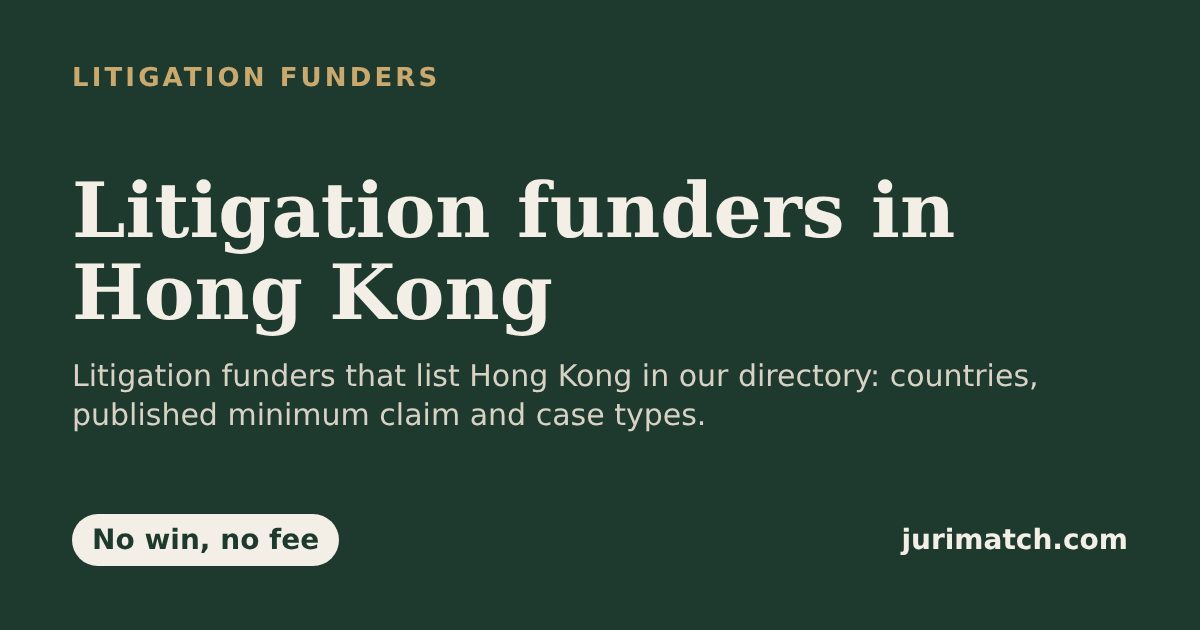 LITIGATION FUNDERS
Litigation funders in
Hong Kong
Litigation funders that list Hong Kong in our directory: countries,
published minimum claim and case types.
No win, no fee
jurimatch.com